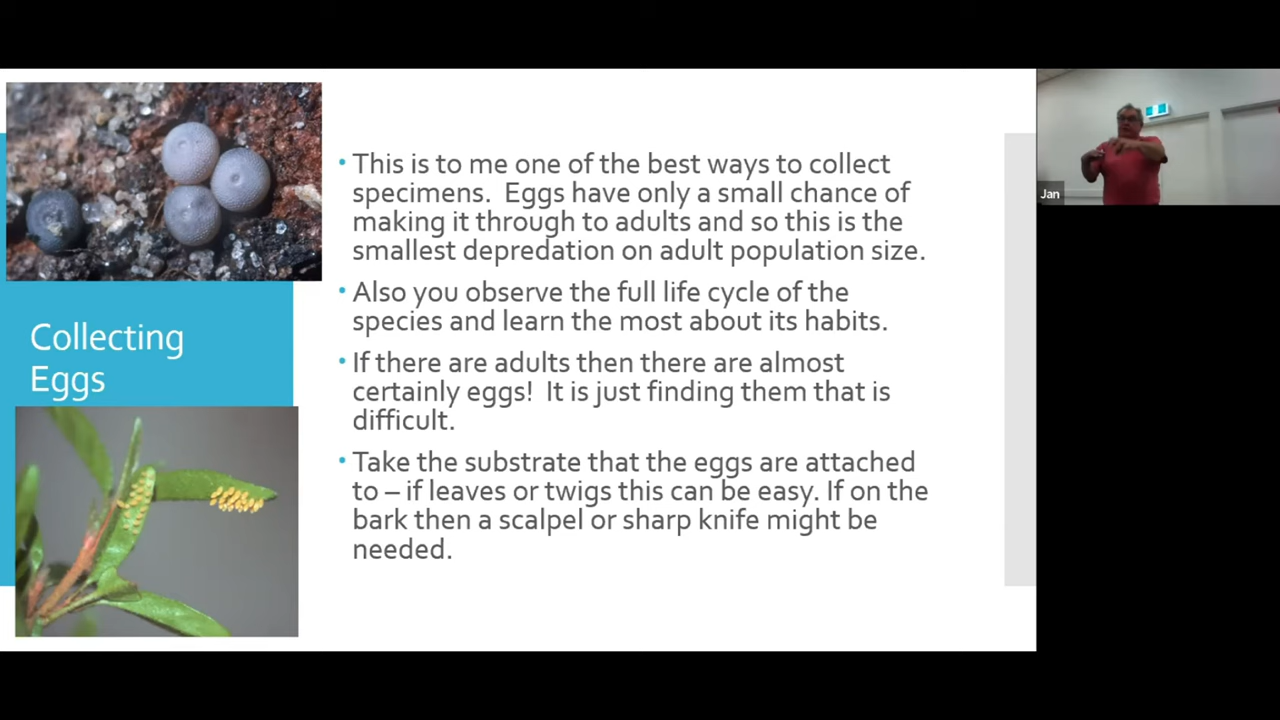 Collecting
Eggs
• This is to me one of the best ways to collect
specimens.  Eggs have only a small chance of
making it through to adults and so this is the
smallest depredation on adult population size.
• Also you observe the full life cycle of the
species and learn the most about its habits.
• If there are adults then there are almost
certainly eggs!  It is just finding them that is
difficult.
• Take the substrate that the eggs are attached
to – if leaves or twigs this can be easy. If on the
bark then a scalpel or sharp knife might be
needed.
Jan